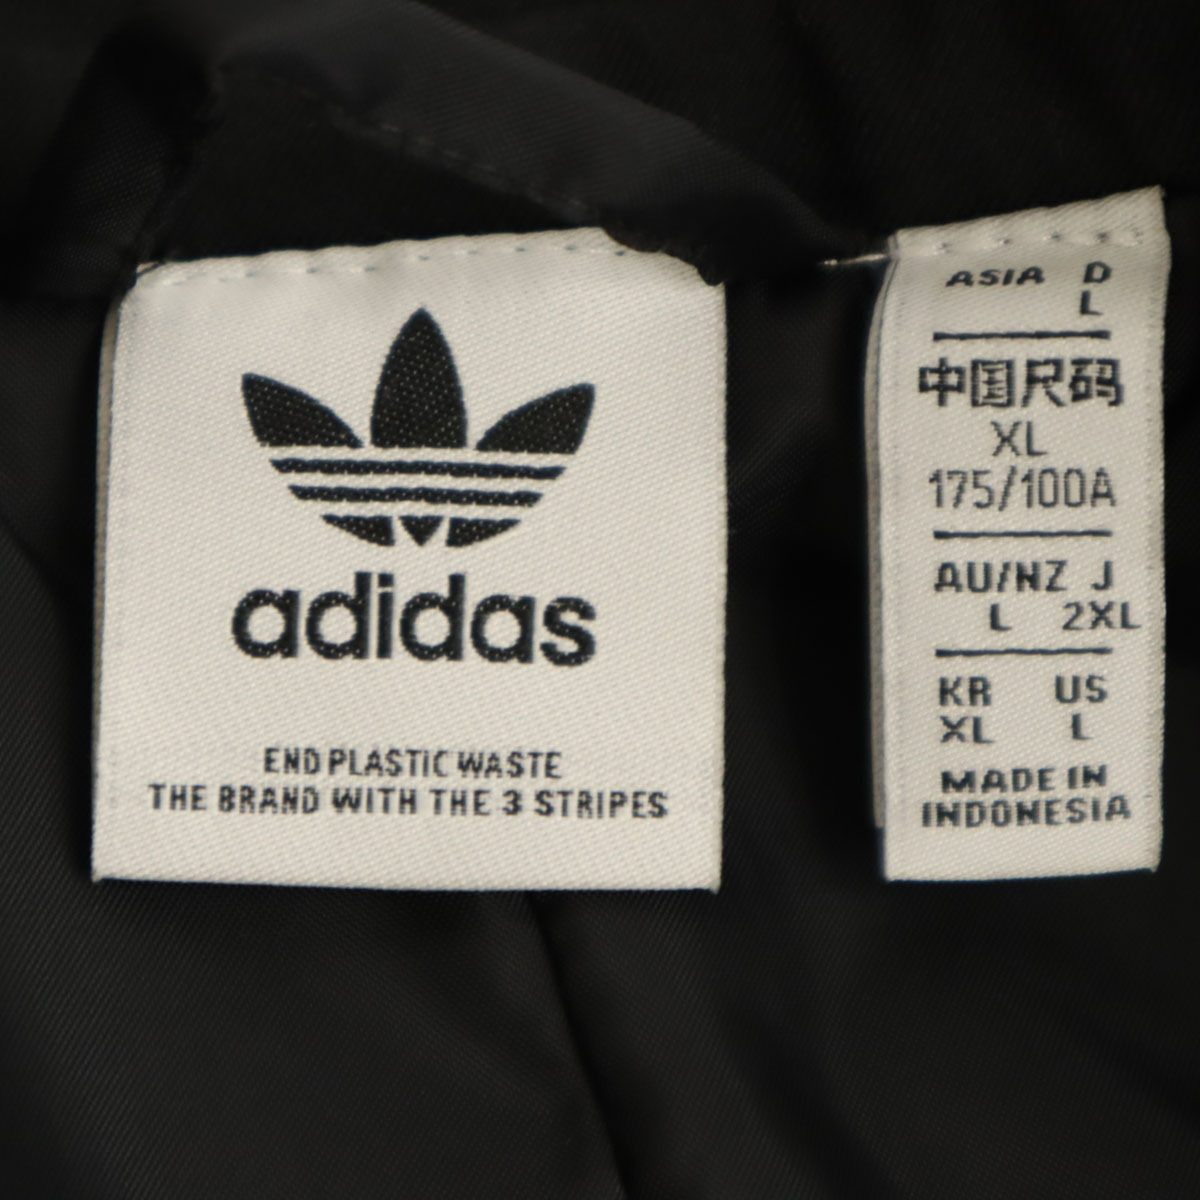 adidas
END PLASTIC WASTE
THE BRAND WITH THE 3 STRIPES
ASIA D
L
中国尺码
XL
175/100A
AU/NZ J
L 2XL
KR US
XL L
MADE IN
INDONESIA